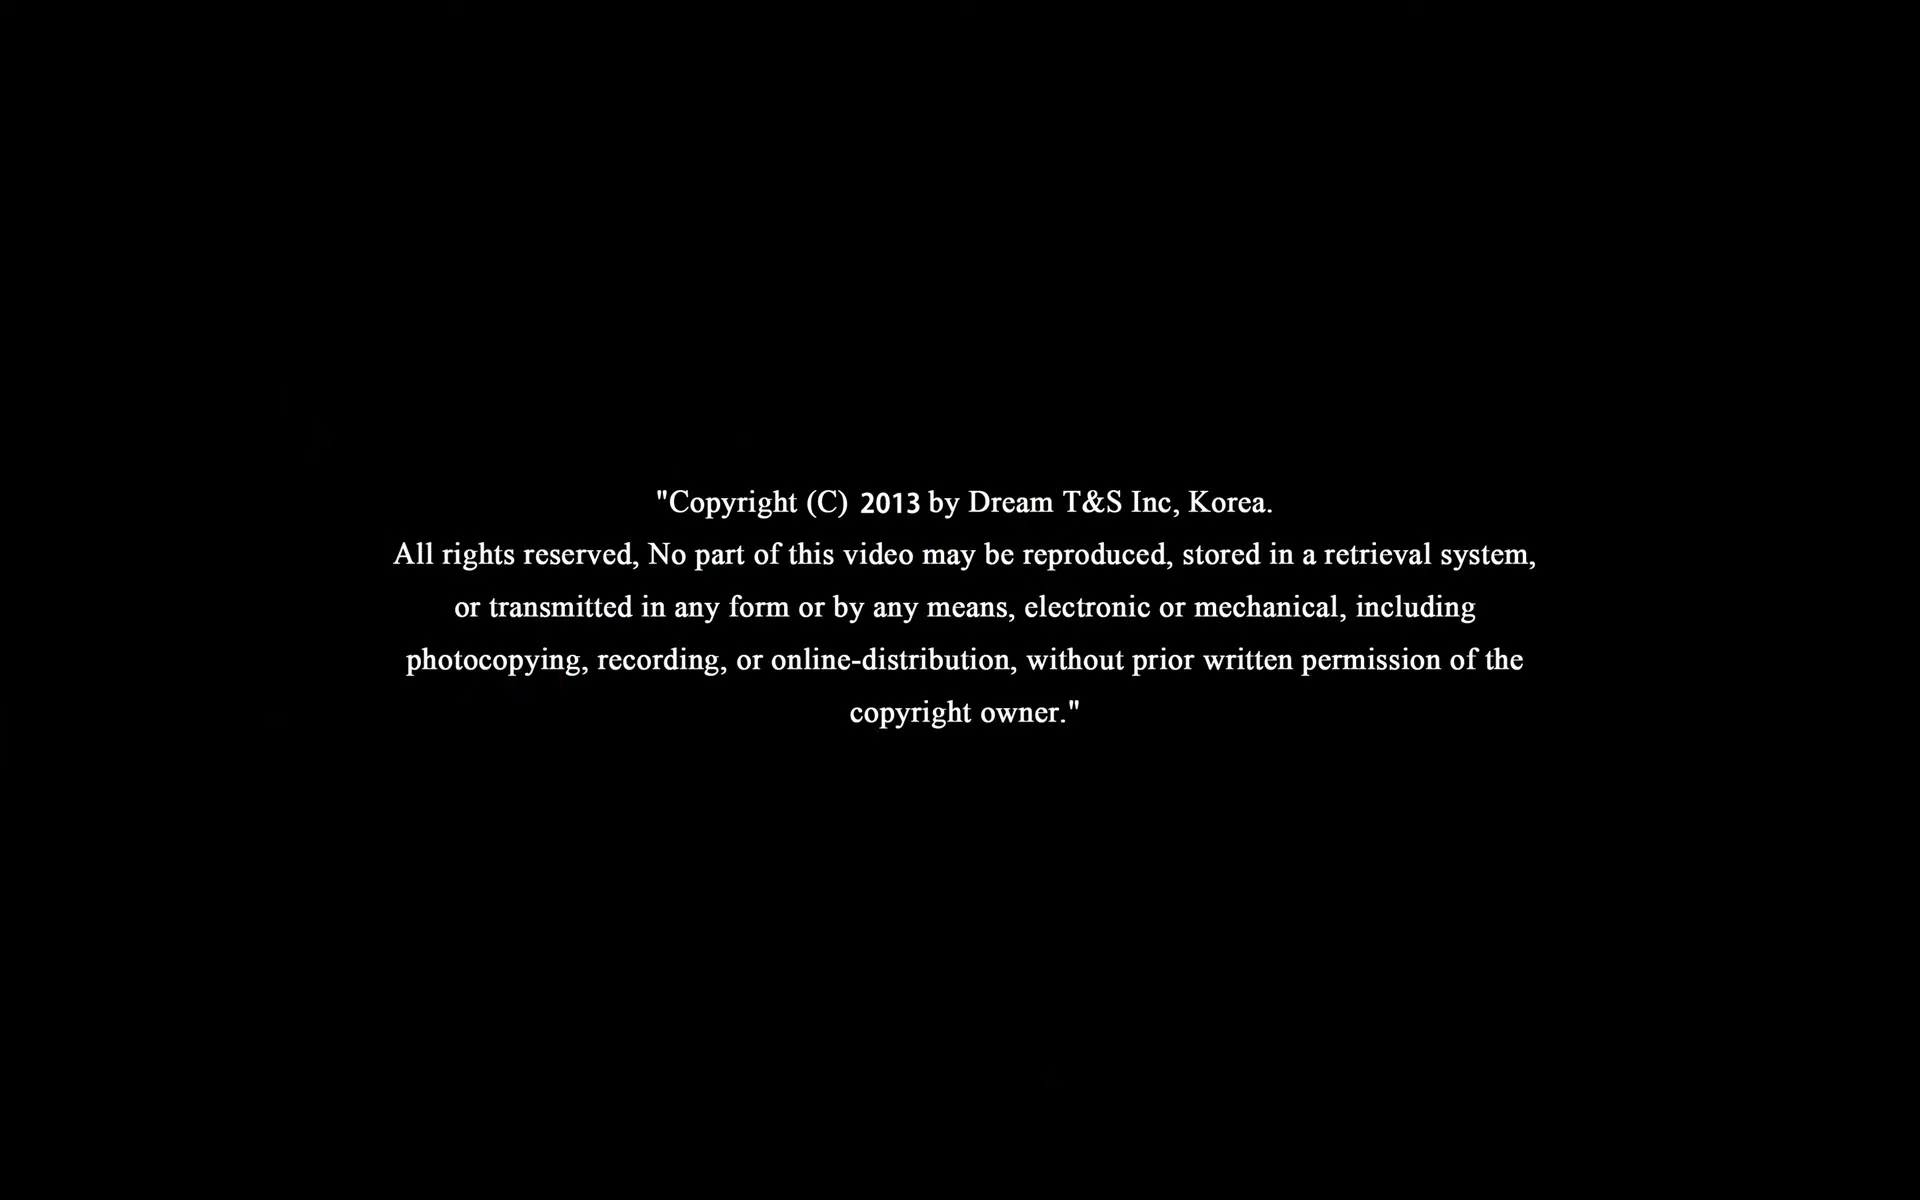 "Copyright (C) 2013 by Dream T&S Inc, Korea.
All rights reserved, No part of this video may be reproduced, stored in a retrieval system,
or transmitted in any form or by any means, electronic or mechanical, including
photocopying, recording, or online-distribution, without prior written permission of the
copyright owner."